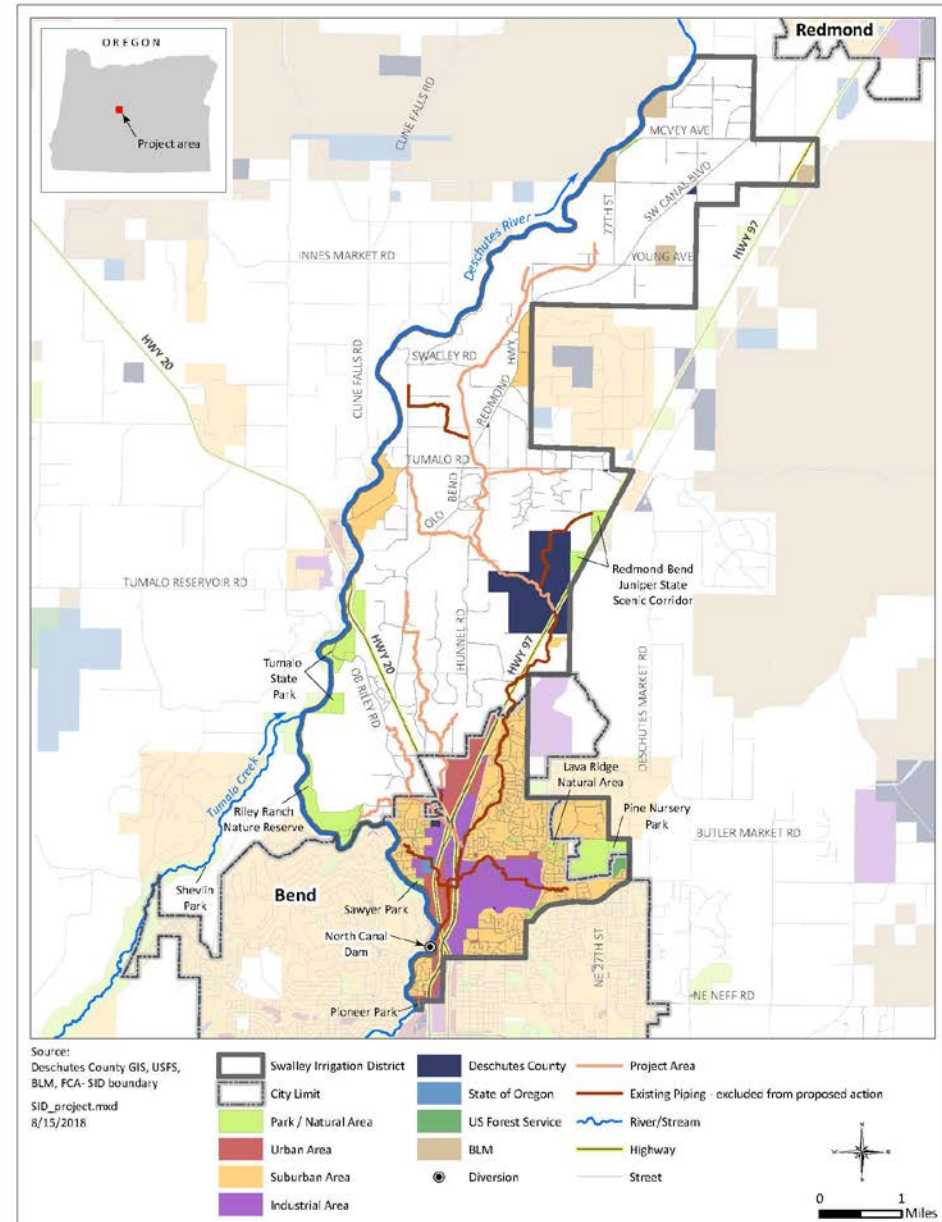 OREGON
Project area
Redmond
CLINE FALLS RD
MCVEY AVE
SW CANAL BLVD
77TH ST
HWY 97
Deschutes River
INNES MARKET RD
YOUNG AVE
HWY 20
CLINE FALLS RD
SWALLEY RD
REDMOND HWY
TUMALO RD
OLD BEND
Redmond-Bend
Juniper State
Scenic Corridor
TUMALO RESERVOIR RD
HUNNEL RD
HWY 97
HWY 20
Tumalo
State
Park
OB RILEY RD
DESCHUTES MARKET RD
Tumalo Creek
Lava Ridge
Natural Area
Pine Nursery
Park
Riley Ranch
Nature Reserve
BUTLER MARKET RD
Shevlin
Park
Bend
Sawyer Park
North Canal
Dam
NE 27TH ST
NE NEFF RD
Pioneer Park
Source:
Deschutes County GIS, USFS,
BLM, FCA- SID boundary
SID_project.mxd
8/15/2018
Swalley Irrigation District
City Limit
Park / Natural Area
Urban Area
Suburban Area
Industrial Area
Deschutes County
State of Oregon
US Forest Service
BLM
Diversion
Project Area
Existing Piping - excluded from proposed action
River/Stream
Highway
Street
N
W
E
S
0 1
Miles